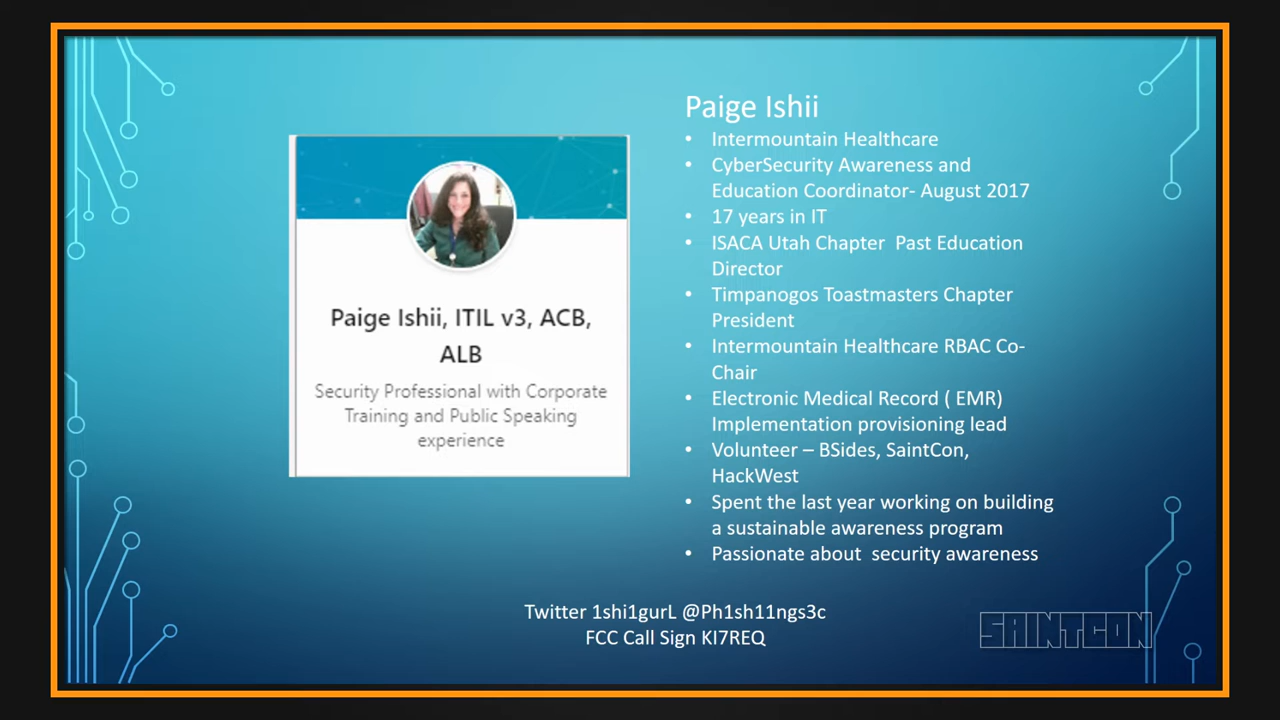 Paige Ishii
• Intermountain Healthcare
• CyberSecurity Awareness and
Education Coordinator- August 2017
• 17 years in IT
• ISACA Utah Chapter  Past Education
Director
• Timpanogos Toastmasters Chapter
President
• Intermountain Healthcare RBAC Co-
Chair
• Electronic Medical Record ( EMR)
Implementation provisioning lead
• Volunteer – BSides, SaintCon,
HackWest
• Spent the last year working on building
a sustainable awareness program
• Passionate about  security awareness
Paige Ishii, ITIL v3, ACB,
ALB
Security Professional with Corporate
Training and Public Speaking
experience
Twitter 1shi1gurL @Ph1sh11ngs3c
FCC Call Sign KI7REQ
SAINTCON